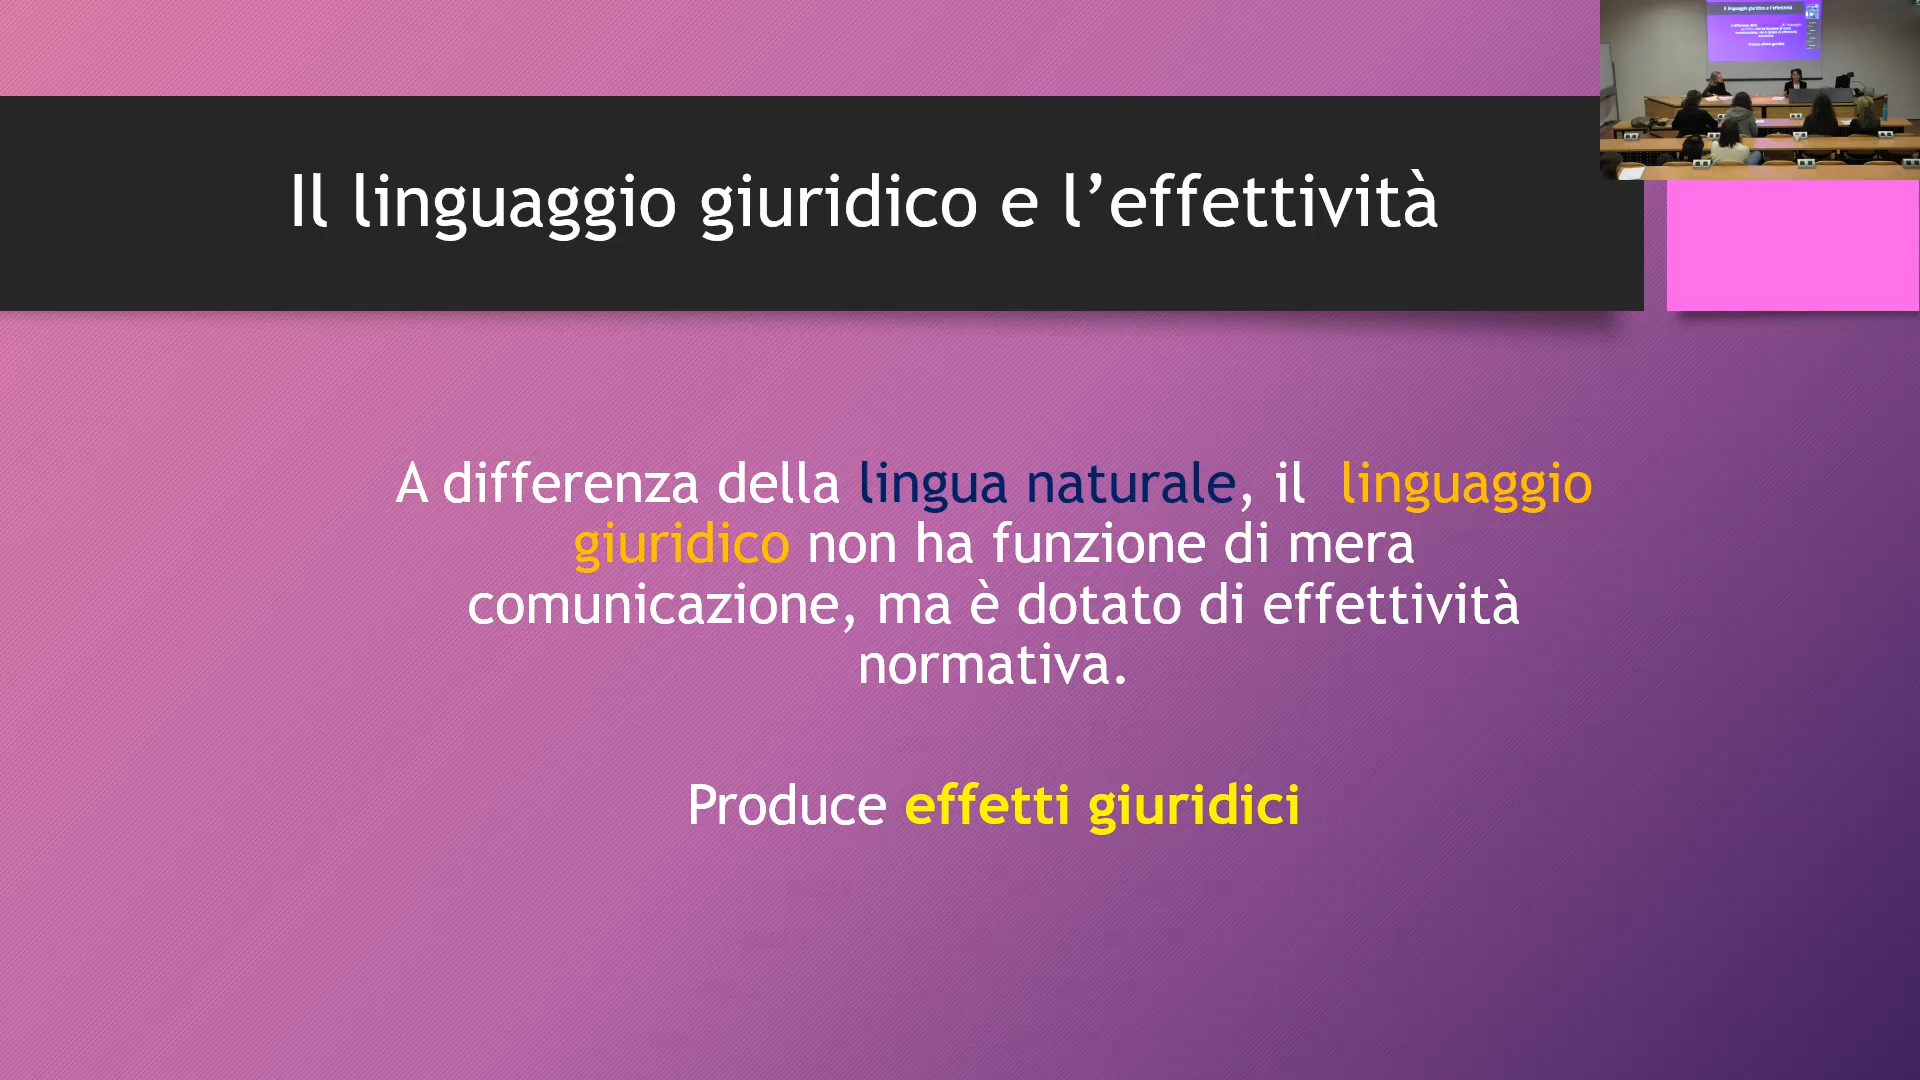 Il linguaggio giuridico e l’effettività
A differenza della lingua naturale, il linguaggio
giuridico non ha funzione di mera
comunicazione, ma è dotato di effettività
normativa.
Produce effetti giuridici